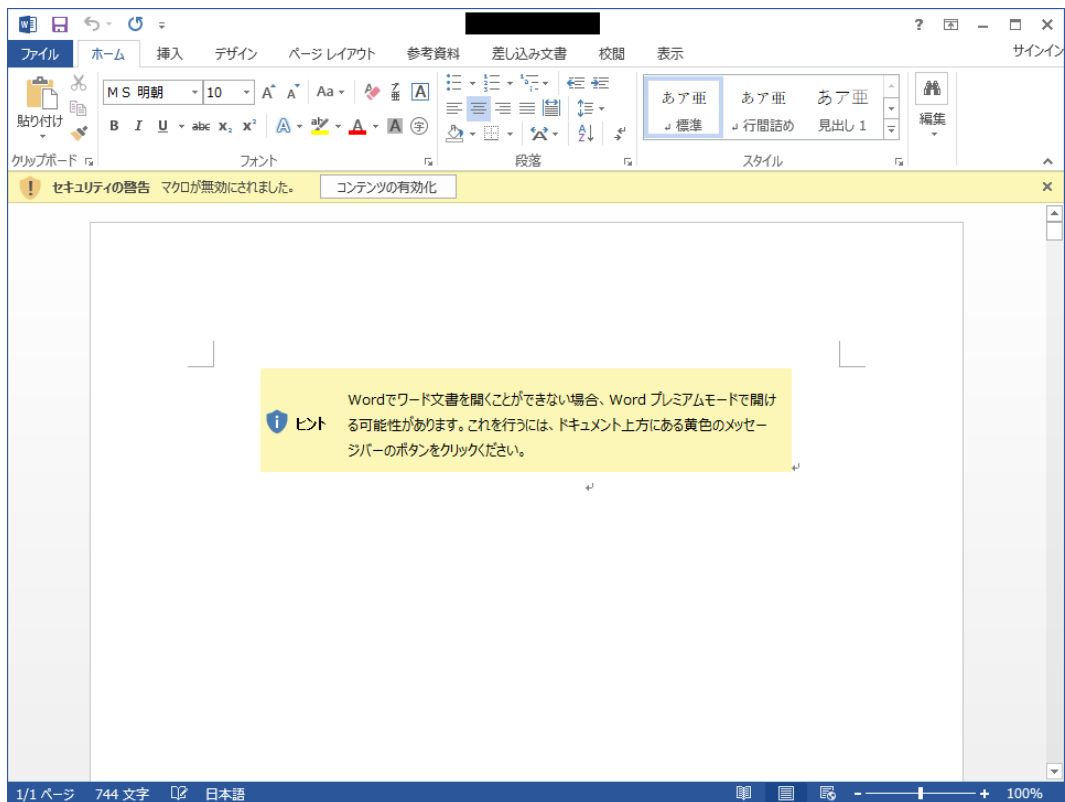 ファイル ホーム 挿入 デザイン ページ レイアウト 参考資料 差し込み文書 校閲 表示 サインイン
貼り付け
MS 明朝 10 Aa
B I U abc X₂ X² A A A 字
あア亜 あア亜 あア亜
標準 行間詰め 見出し 1
編集
クリップボード フォント 段落 スタイル
セキュリティの警告 マクロが無効にされました。 コンテンツの有効化
Wordでワード文書を開くことができない場合、Word プレミアムモードで開け
ヒント る可能性があります。これを行うには、ドキュメント上方にある黄色のメッセー
ジバーのボタンをクリックください。
1/1 ページ 744 文字 日本語 100%